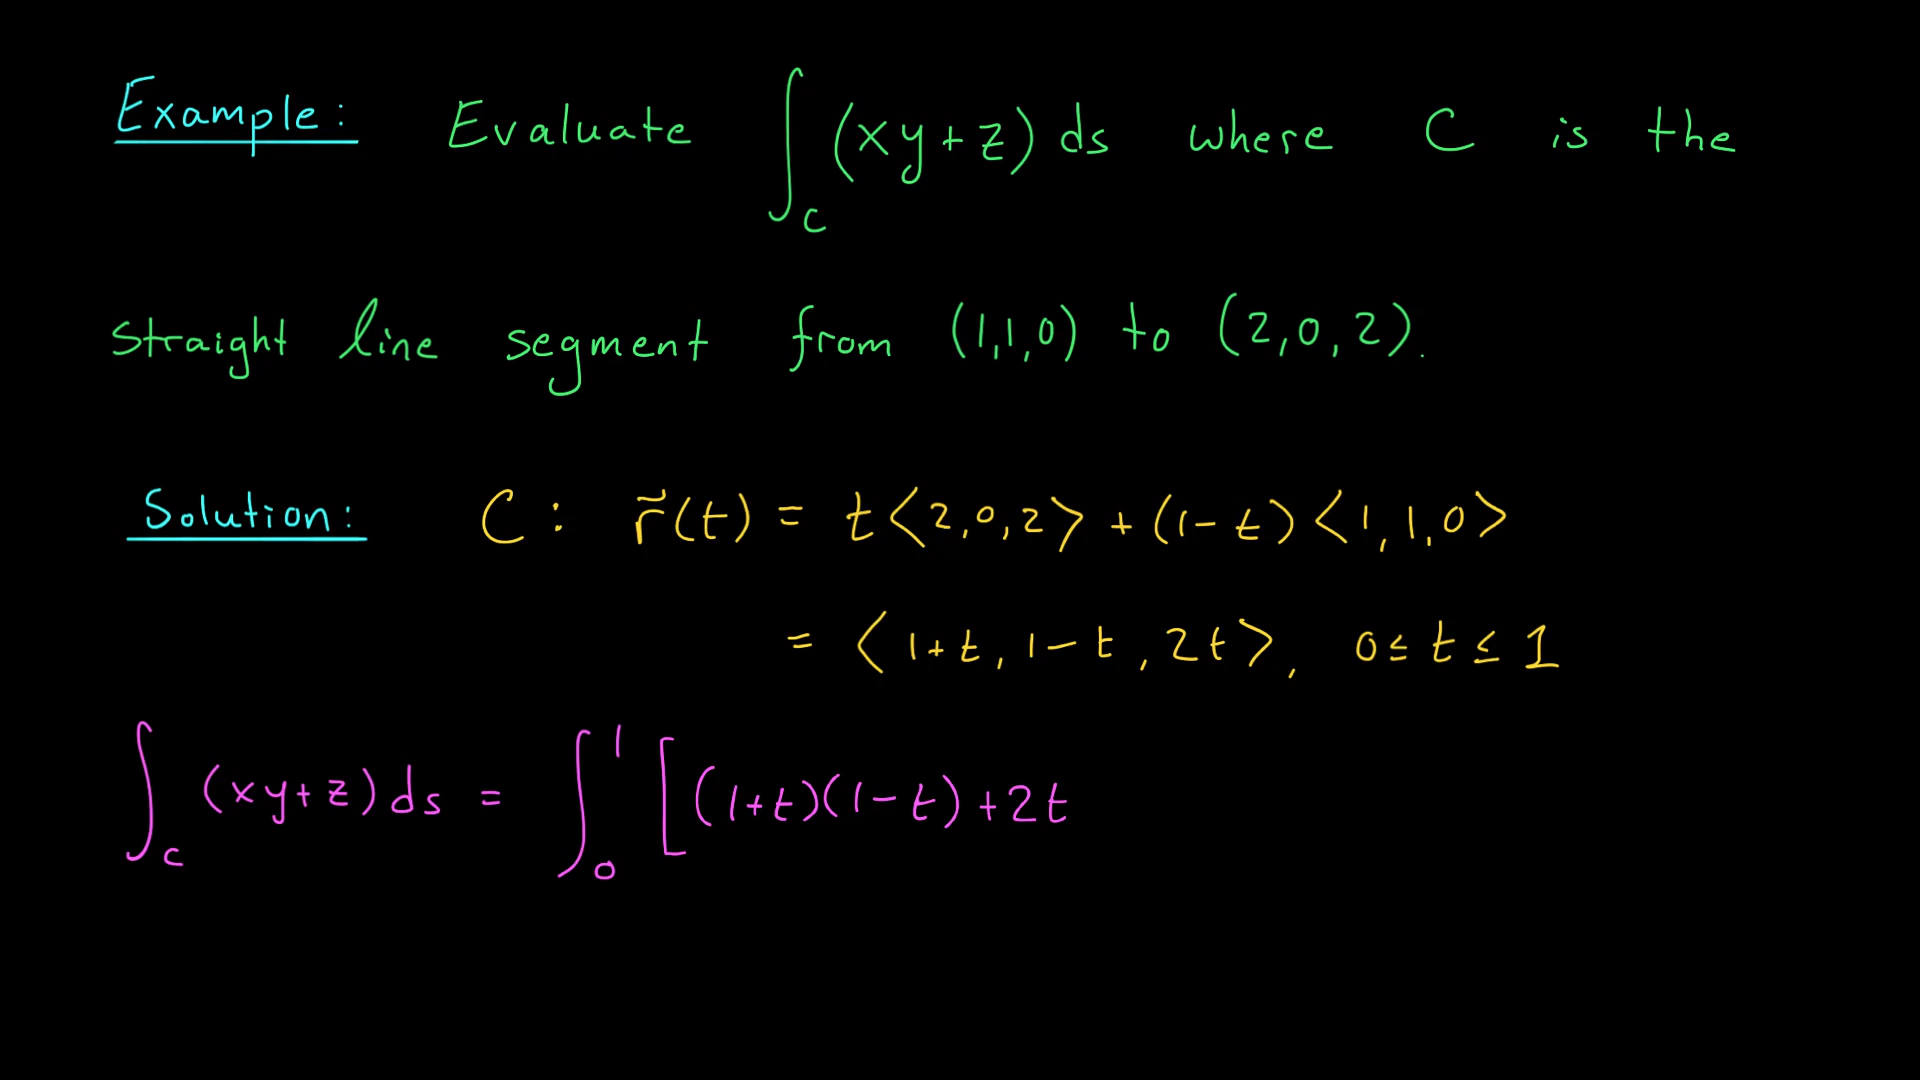 Example: Evaluate ∫_C (xy+z) ds where C is the
straight line segment from (1,1,0) to (2,0,2).
Solution: C: r⃗(t) = t<2,0,2> + (1-t)<1,1,0>
= <1+t, 1-t, 2t>, 0≤t≤1
∫_C (xy+z) ds = ∫_0^1 [(1+t)(1-t)+2t